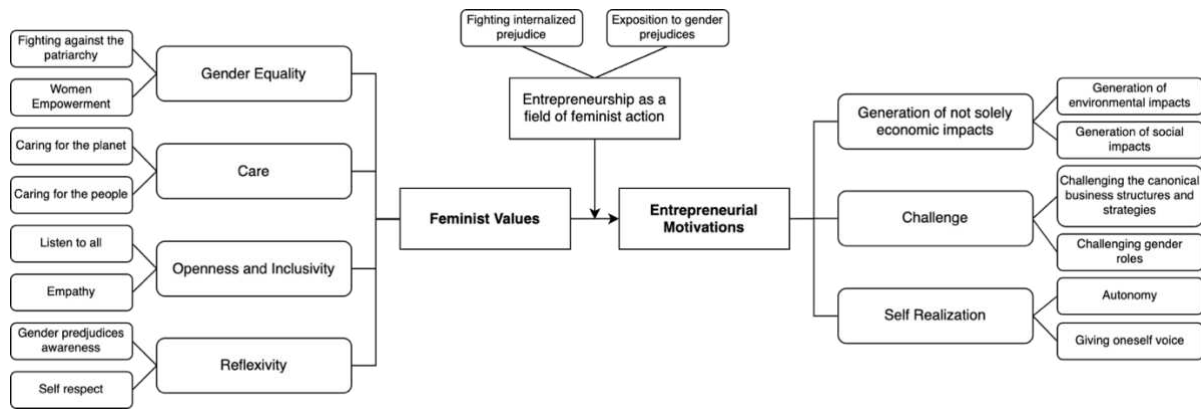 Fighting against the
patriarchy
Women
Empowerment
Gender Equality
Caring for the planet
Caring for the people
Care
Listen to all
Empathy
Openness and Inclusivity
Gender predjudices
awareness
Self respect
Reflexivity
Feminist Values
Fighting internalized
prejudice
Exposition to gender
prejudices
Entrepreneurship as a
field of feminist action
Entrepreneurial
Motivations
Generation of not solely
economic impacts
Generation of
environmental impacts
Generation of social
impacts
Challenge
Challenging the canonical
business structures and
strategies
Challenging gender
roles
Self Realization
Autonomy
Giving oneself voice